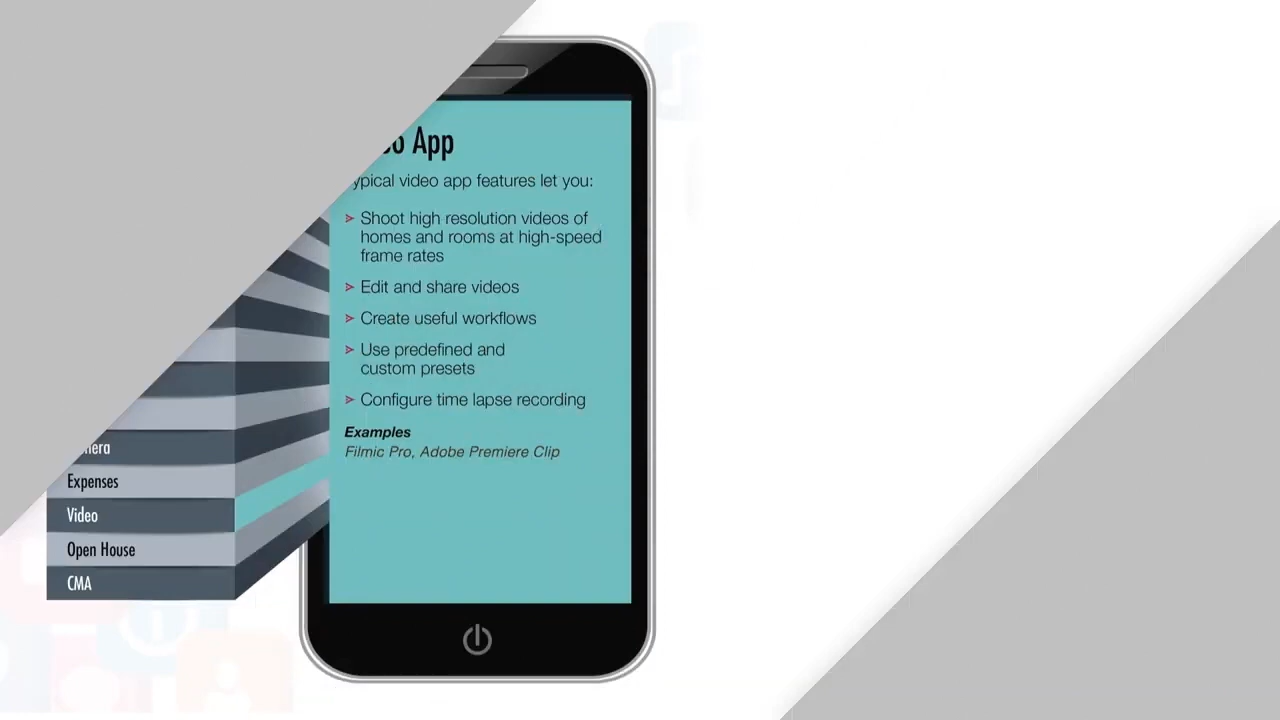 App
typical video app features let you:
➢ Shoot high resolution videos of
homes and rooms at high-speed
frame rates
➢ Edit and share videos
➢ Create useful workflows
➢ Use predefined and
custom presets
➢ Configure time lapse recording
Examples
Filmic Pro, Adobe Premiere Clip
Expenses
Video
Open House
CMA